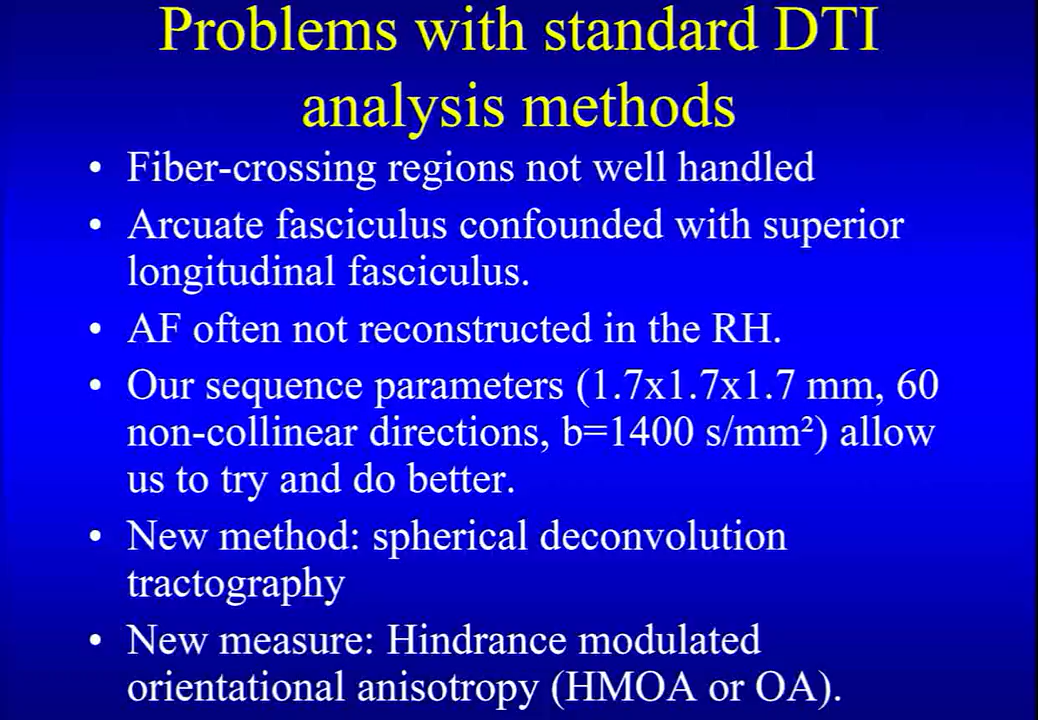 Problems with standard DTI
analysis methods
• Fiber-crossing regions not well handled
• Arcuate fasciculus confounded with superior
longitudinal fasciculus.
• AF often not reconstructed in the RH.
• Our sequence parameters (1.7x1.7x1.7 mm, 60
non-collinear directions, b=1400 s/mm²) allow
us to try and do better.
• New method: spherical deconvolution
tractography
• New measure: Hindrance modulated
orientational anisotropy (HMOA or OA).